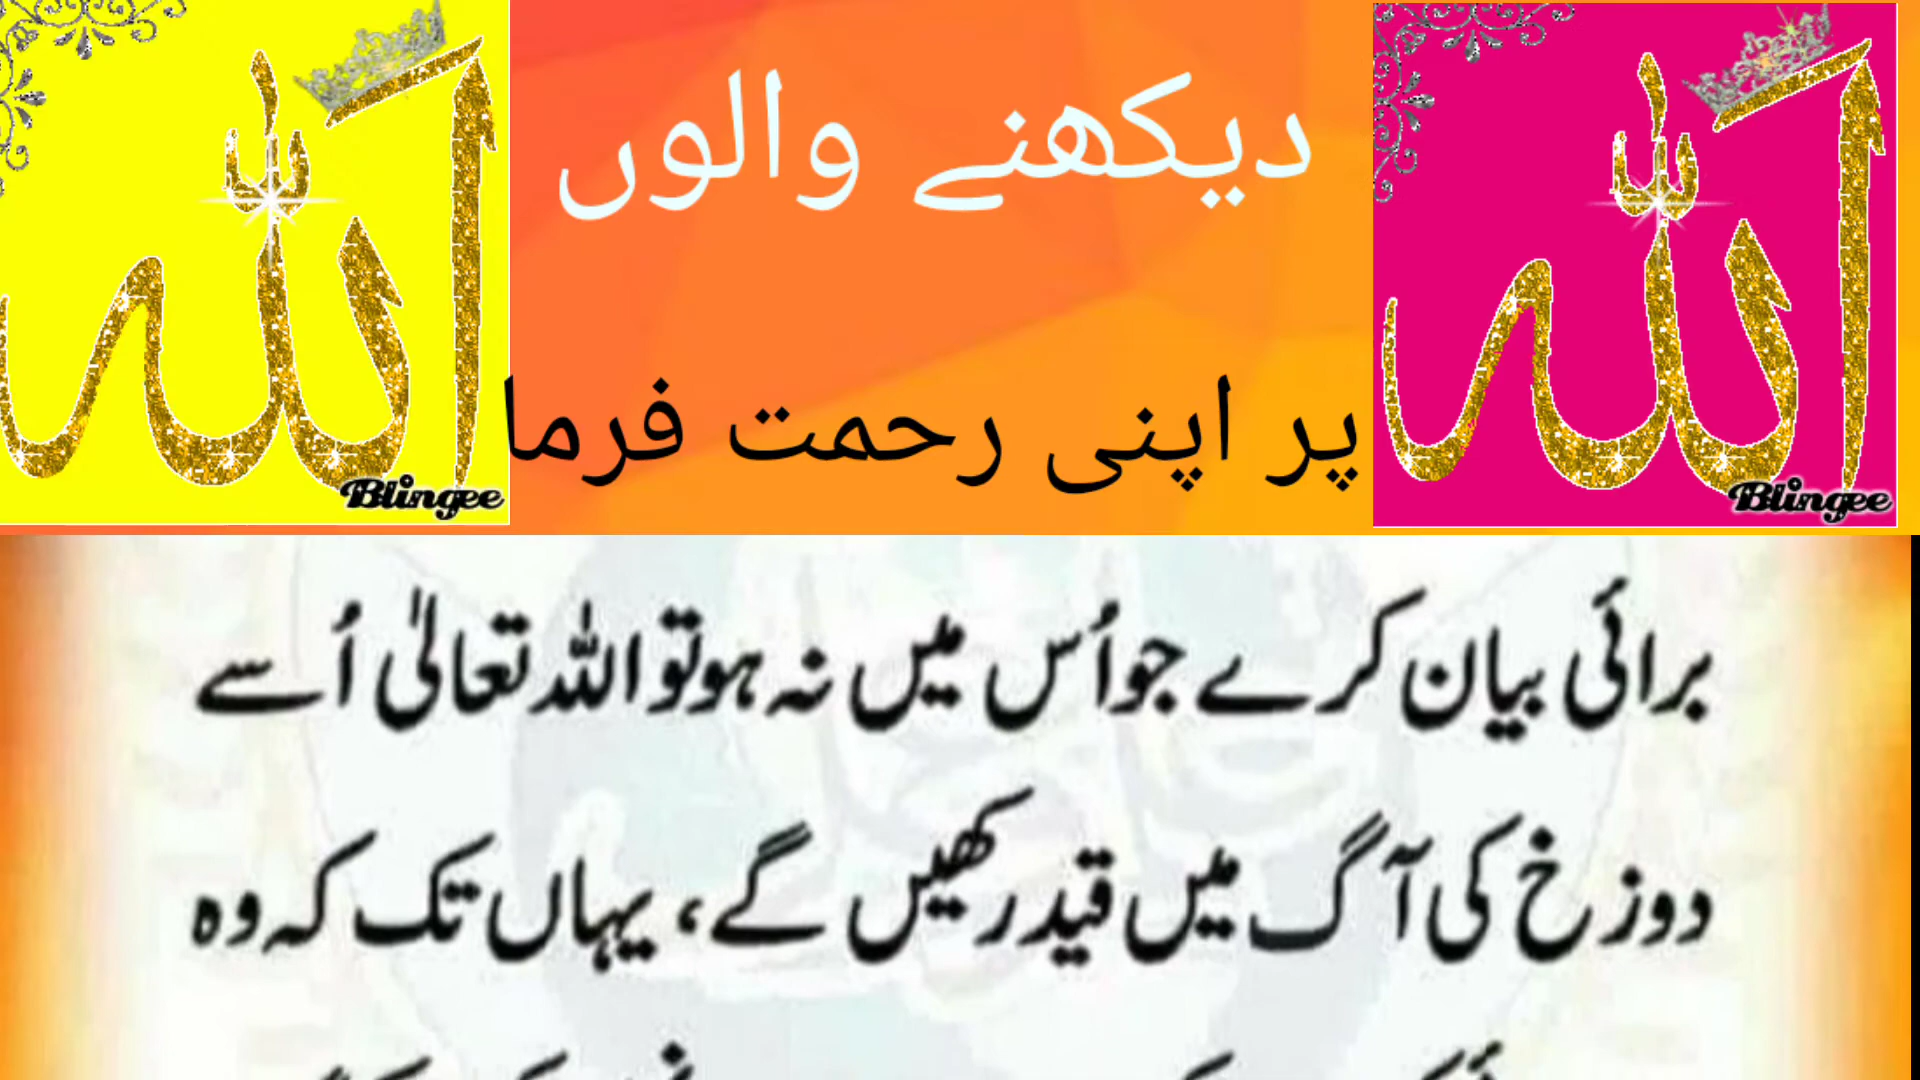 الله
الله
دیکھنے والوں
پر اپنی رحمت فرما
Blingee
Blingee
برائی بیان کرے جو اُس میں نہ ہو تو اللہ تعالیٰ اُسے
دوزخ کی آگ میں قید رکھیں گے، یہاں تک کہ وہ